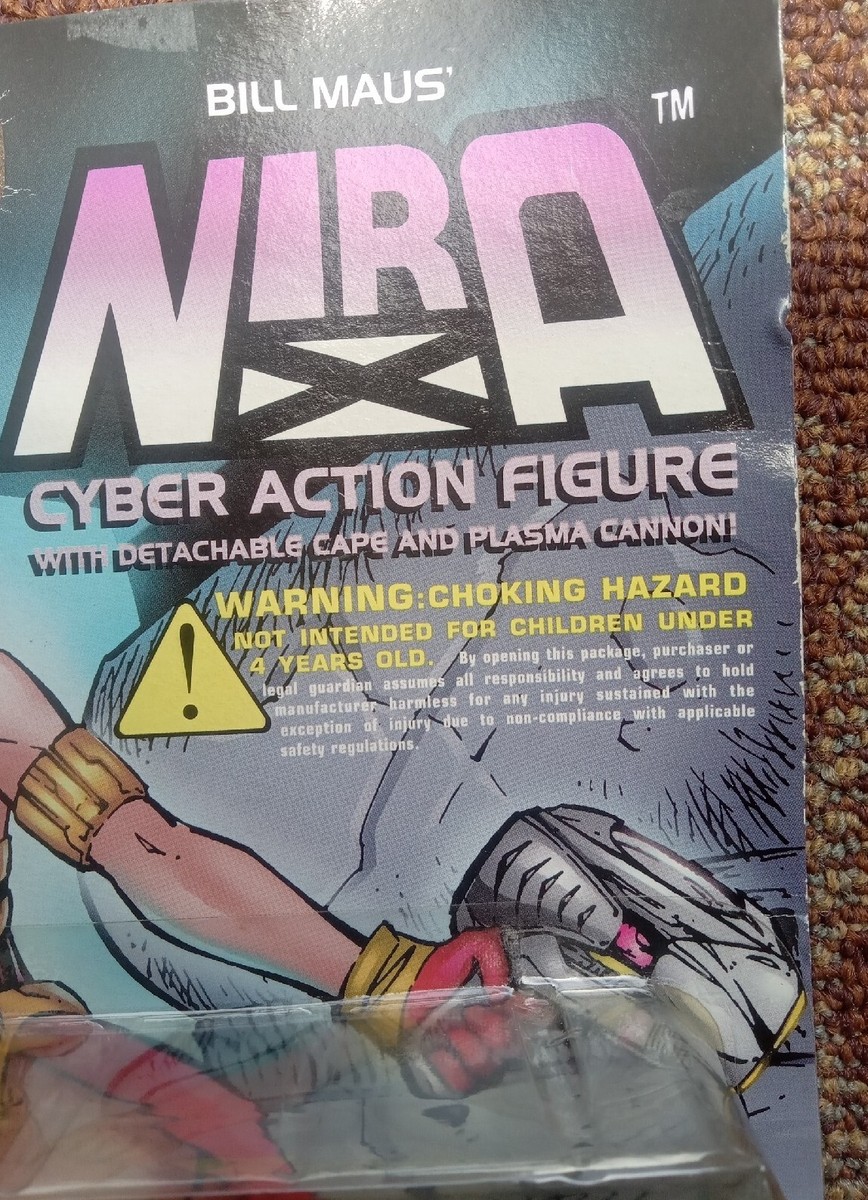 BILL MAUS'
NIRA
X
TM
CYBER ACTION FIGURE
WITH DETACHABLE CAPE AND PLASMA CANNON!
WARNING:CHOKING HAZARD
NOT INTENDED FOR CHILDREN UNDER
4 YEARS OLD. By opening this package, purchaser or
legal guardian assumes all responsibility and agrees to hold
manufacturer harmless for any injury sustained with the
exception of injury due to non-compliance with applicable
safety regulations.